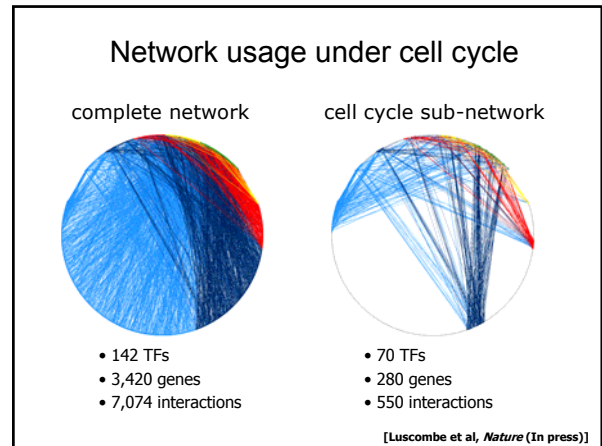 Network usage under cell cycle
complete network
cell cycle sub-network
• 142 TFs
• 3,420 genes
• 7,074 interactions
• 70 TFs
• 280 genes
• 550 interactions
[Luscombe et al, Nature (In press)]